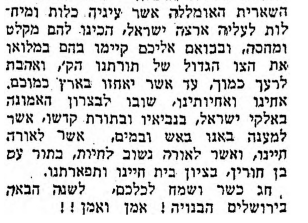 השארית האומללה אשר עיניה כלות ומיח־
לות לעליה ארצה ישראל, הכינו להם מקלט
ומחסה, ובבואם אליכם קיימו בהם במלואו
את הצו הגדול של תורתנו הק', ואהבת
לרעך כמוך, עד אשר יאחזו בארץ כמוכם.
אחינו ואחיותינו, שובו לבצרון האמונה
באלקי ישראל, בנביאיו ובתורת קדשו, אשר
למענה באנו באש ובמים, אשר לאורה
חיינו, ואשר לאורה נשוב לחיות, בתור עם
בן חורין, בציון בית חיינו ותפארתנו.
חג כשר ושמח לכלכם, לשנה הבאה
בירושלים הבנויה! אמן ואמן!!